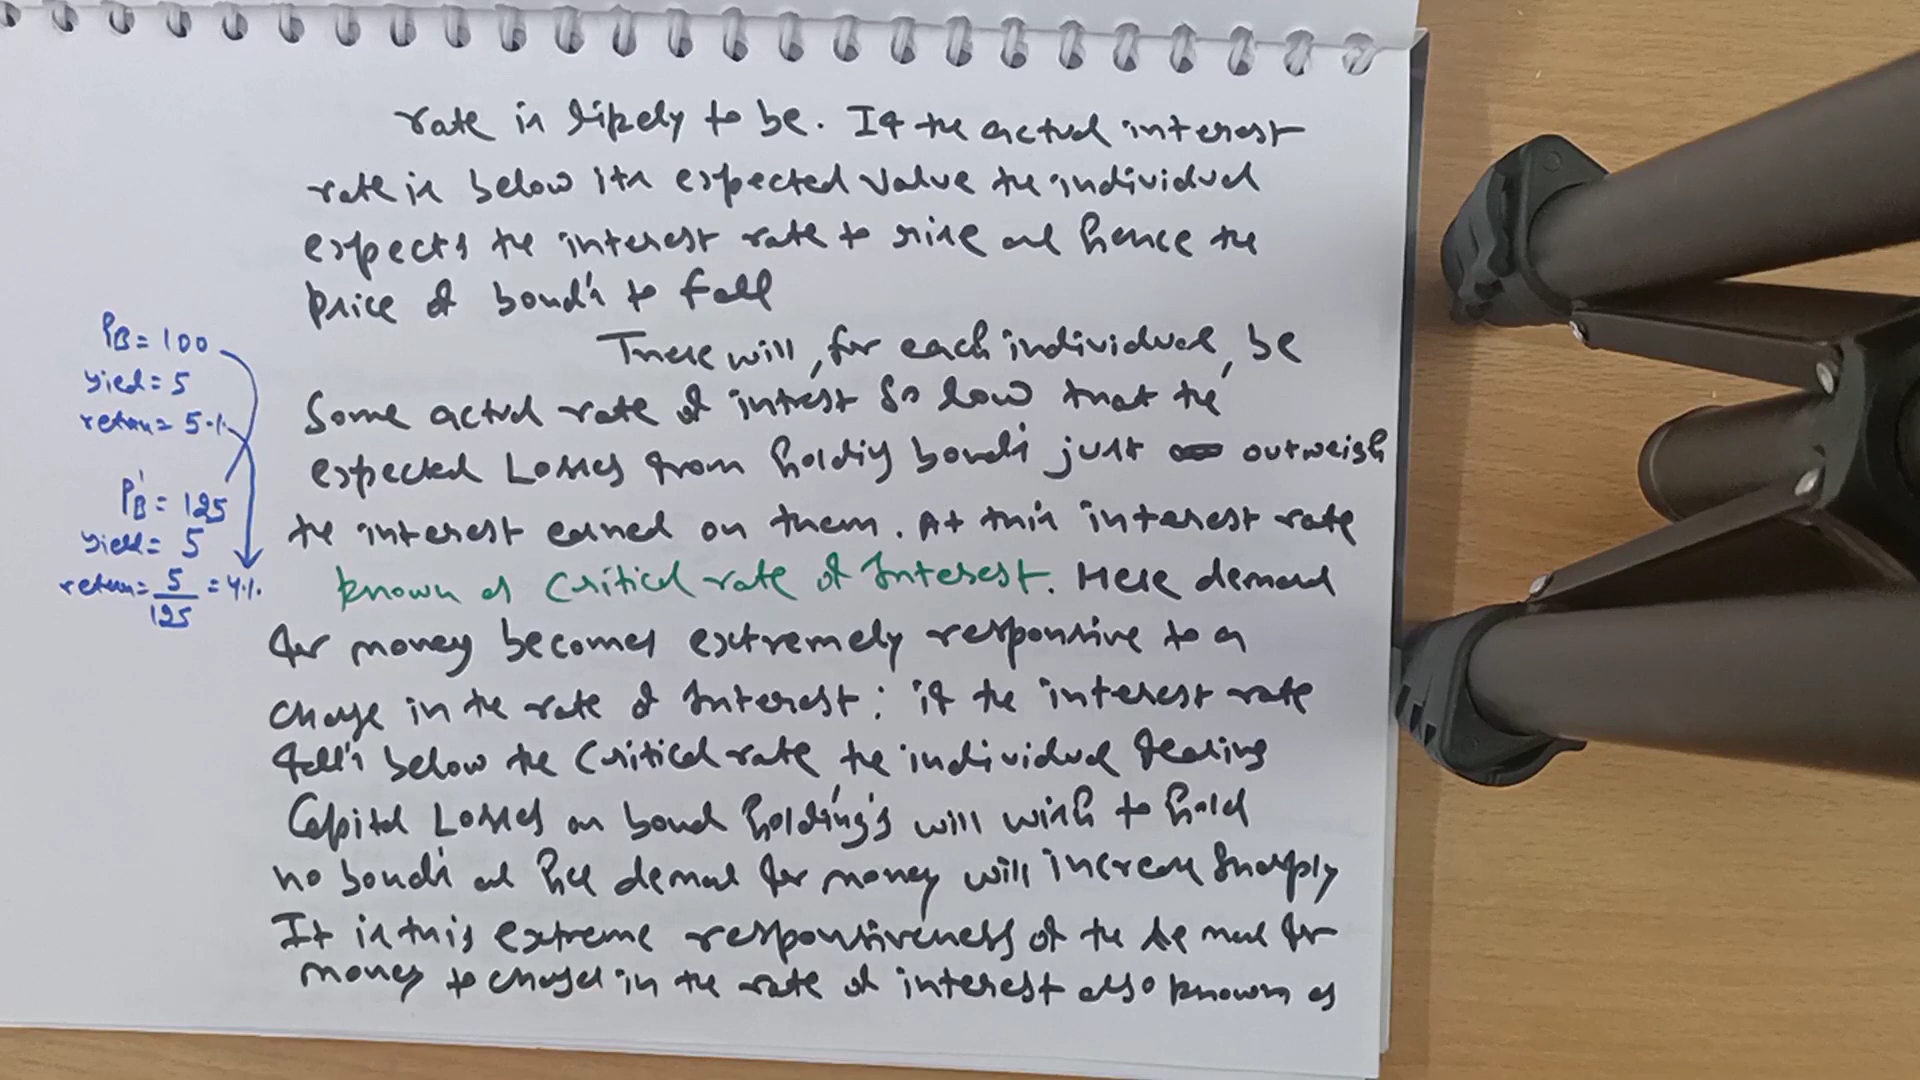 rate is likely to be. If the actual interest
rate is below its expected value the individual
expects the interest rate to rise and hence the
price of bond's to fall
There will, for each individual, be
Some actual rate of intrest so low that the
expected Losses from holding bonds just outweigh
the interest earned on them. At this interest rate
known as Critical rate of Interest. Here demand
for money becomes extremely responsive to a
change in the rate of Interest: if the interest rate
fall's below the Critical rate, the individual fearing
Capital Losses on bond holding's will wish to hold
no bonds and his demand for money will increase sharply
It is this extreme responsiveness of the demand for
money to changes in the rate of interest also known as
PB = 100
yield = 5
return = 5%
P'B = 125
yield = 5
return = 5/125 = 4%